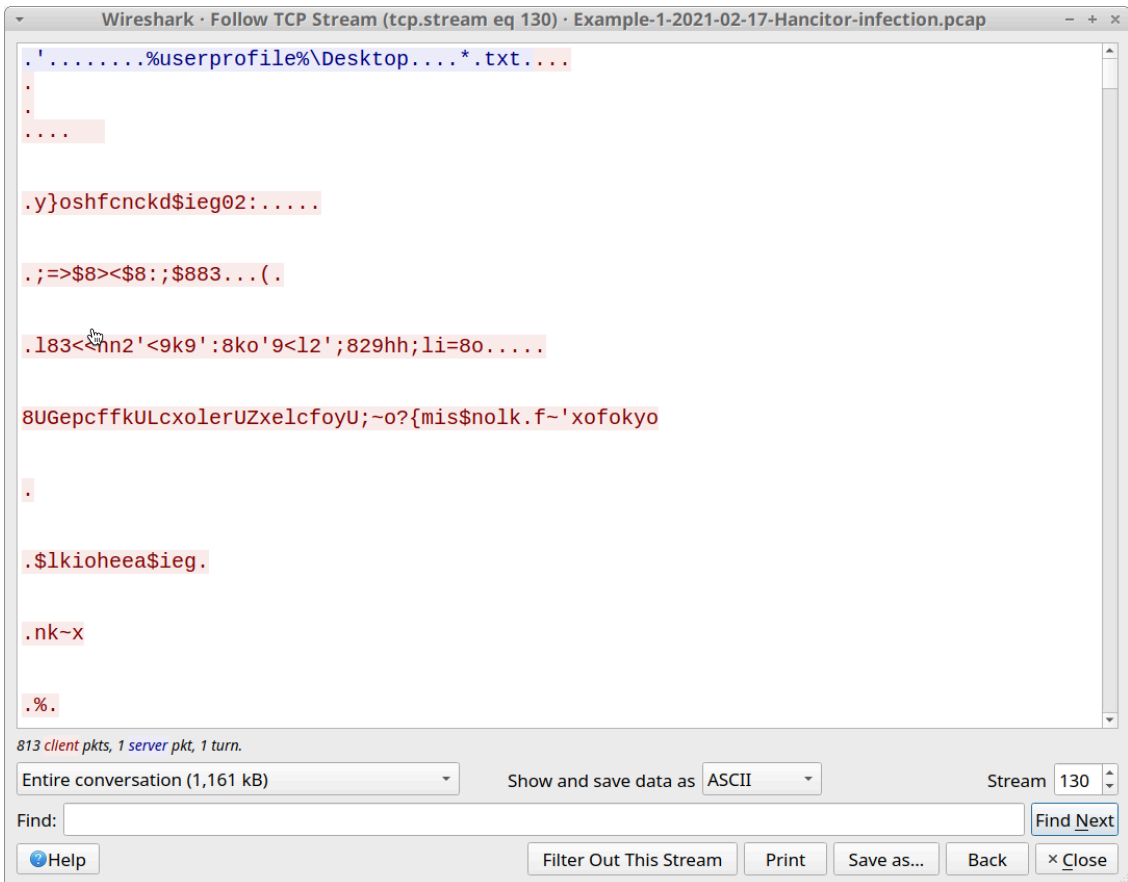 Wireshark · Follow TCP Stream (tcp.stream eq 130) · Example-1-2021-02-17-Hancitor-infection.pcap
.'........%userprofile%\Desktop....*.txt.....
.
.
....
.y}oshfcnckd$ieg02:.....
.;=>$8><$8:;$883...(.
.l83<<nn2'<9k9':8ko'9<l2';829hh;li=8o.....
8UGepcffkULcxolerUZxelcfoyU;~o?{mis$nolk.f~'xofokyo
.
.$lkioheea$ieg.
.nk~x
.%.
813 client pkts, 1 server pkt, 1 turn.
Entire conversation (1,161 kB) Show and save data as ASCII Stream 130
Find: Find Next
Help Filter Out This Stream Print Save as... Back × Close